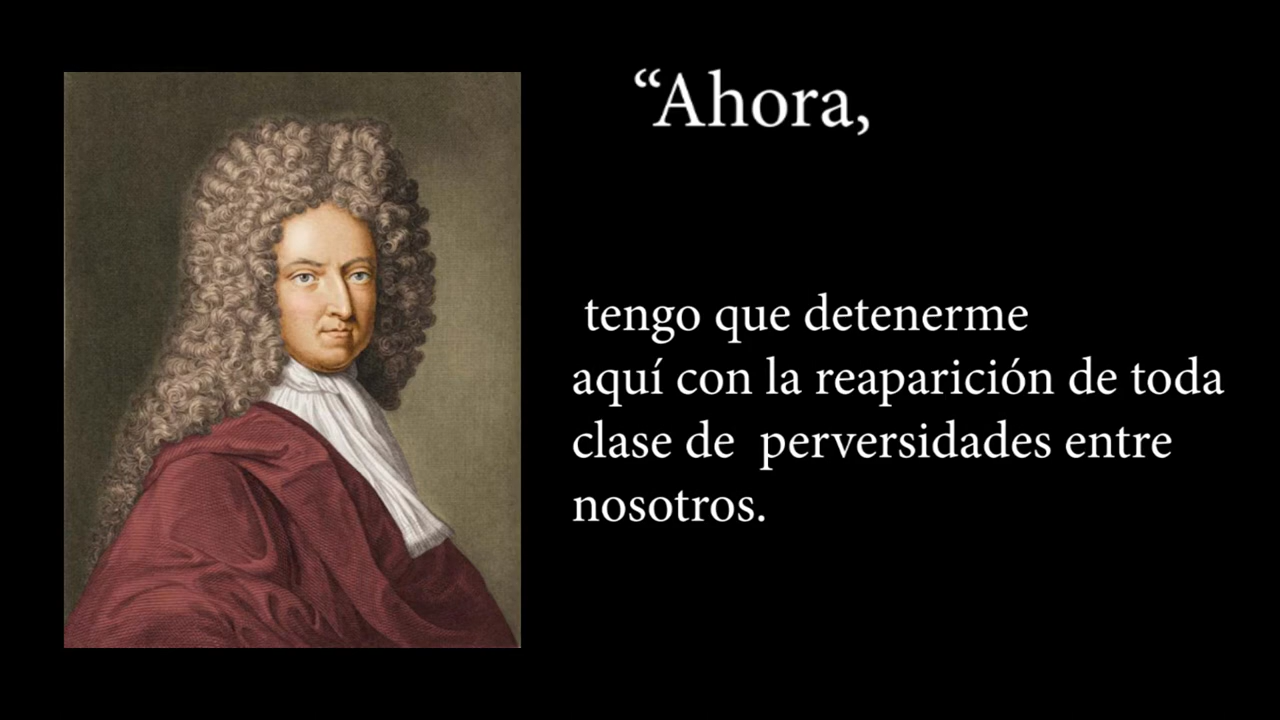 “Ahora,
tengo que detenerme
aquí con la reaparición de toda
clase de  perversidades entre
nosotros.